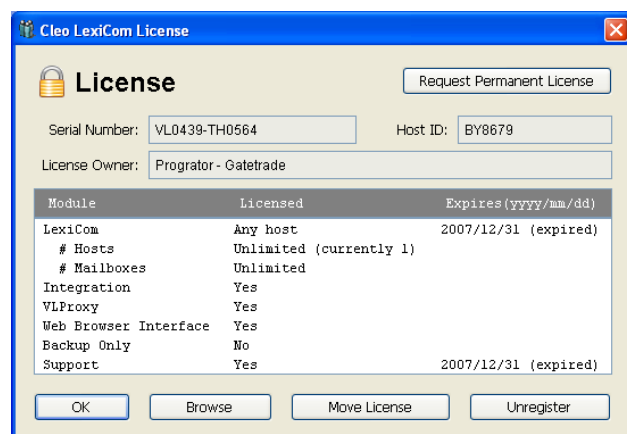 Cleo LexiCom License
License
Request Permanent License
Serial Number: VL0439-TH0564 Host ID: BY8679
License Owner: Progrator - Gatetrade
Module Licensed Expires(yyyy/mm/dd)
LexiCom Any host 2007/12/31 (expired)
# Hosts Unlimited (currently 1)
# Mailboxes Unlimited
Integration Yes
VLProxy Yes
Web Browser Interface Yes
Backup Only No
Support Yes 2007/12/31 (expired)
OK Browse Move License Unregister